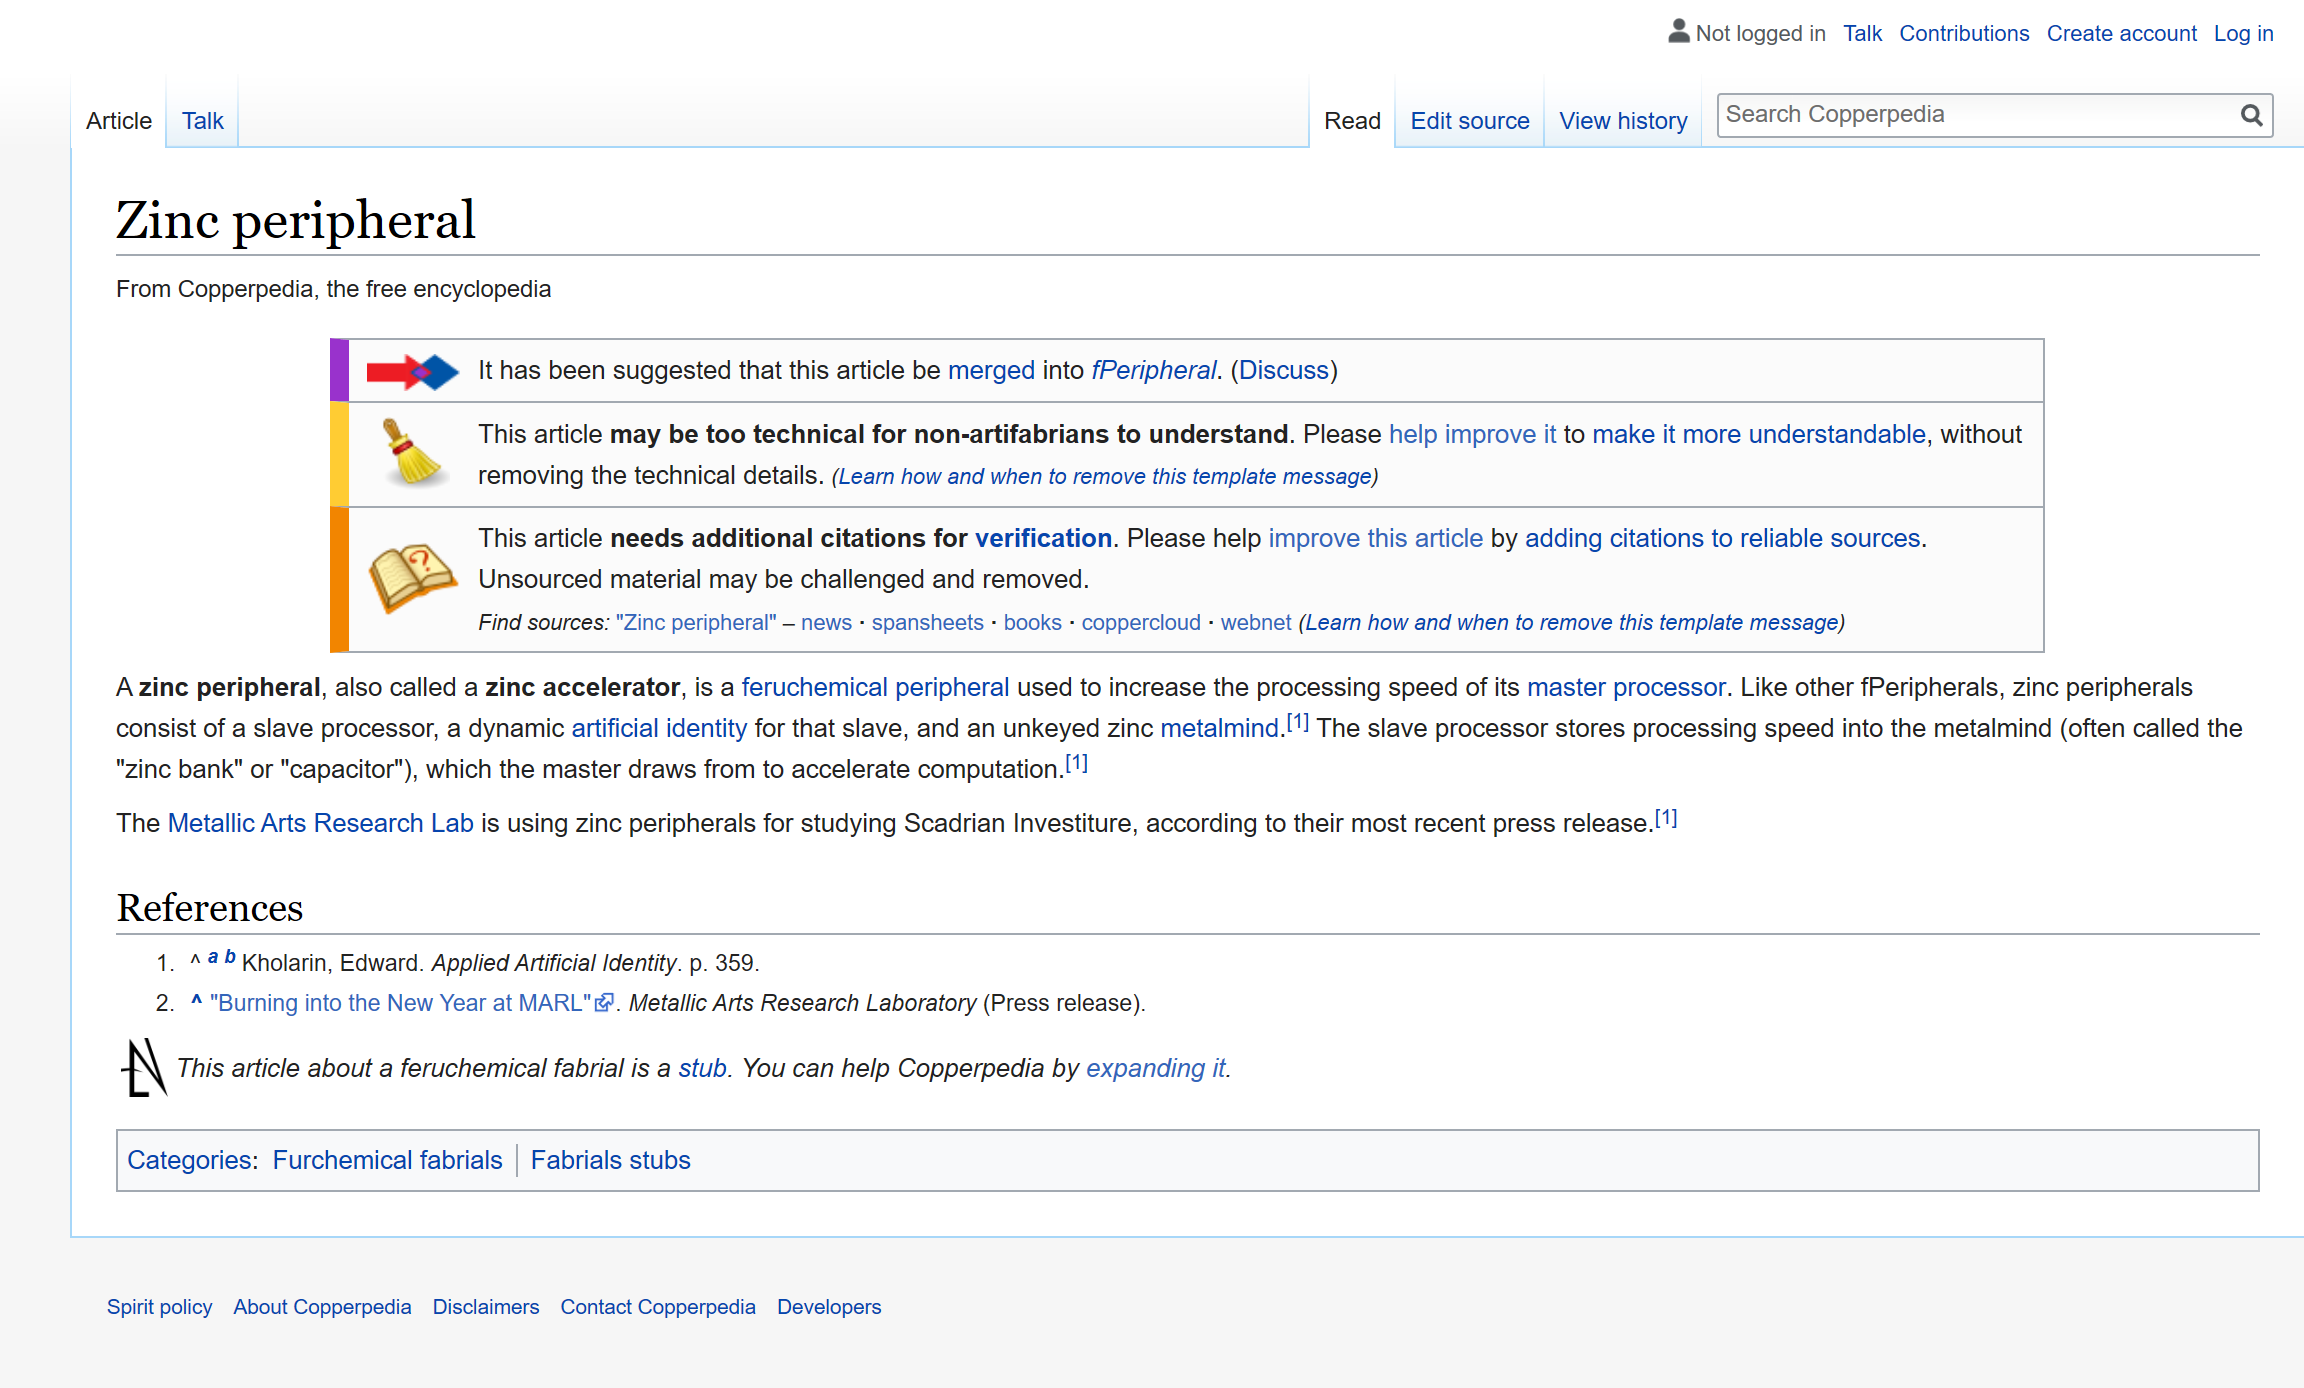 Not logged in Talk Contributions Create account Log in
Article Talk Read Edit source View history Search Copperpedia
Zinc peripheral
From Copperpedia, the free encyclopedia
It has been suggested that this article be merged into fPeripheral. (Discuss)
This article may be too technical for non-artifabrians to understand. Please help improve it to make it more understandable, without
removing the technical details. (Learn how and when to remove this template message)
This article needs additional citations for verification. Please help improve this article by adding citations to reliable sources.
Unsourced material may be challenged and removed.
Find sources: "Zinc peripheral" – news · spansheets · books · coppercloud · webnet (Learn how and when to remove this template message)
A zinc peripheral, also called a zinc accelerator, is a feruchemical peripheral used to increase the processing speed of its master processor. Like other fPeripherals, zinc peripherals
consist of a slave processor, a dynamic artificial identity for that slave, and an unkeyed zinc metalmind.[1] The slave processor stores processing speed into the metalmind (often called the
"zinc bank" or "capacitor"), which the master draws from to accelerate computation.[1]
The Metallic Arts Research Lab is using zinc peripherals for studying Scadrian Investiture, according to their most recent press release.[1]
References
1. ^ a b Kholarin, Edward. Applied Artificial Identity. p. 359.
2. ^ "Burning into the New Year at MARL". Metallic Arts Research Laboratory (Press release).
This article about a feruchemical fabrial is a stub. You can help Copperpedia by expanding it.
Categories: Furchemical fabrials | Fabrials stubs
Spirit policy About Copperpedia Disclaimers Contact Copperpedia Developers